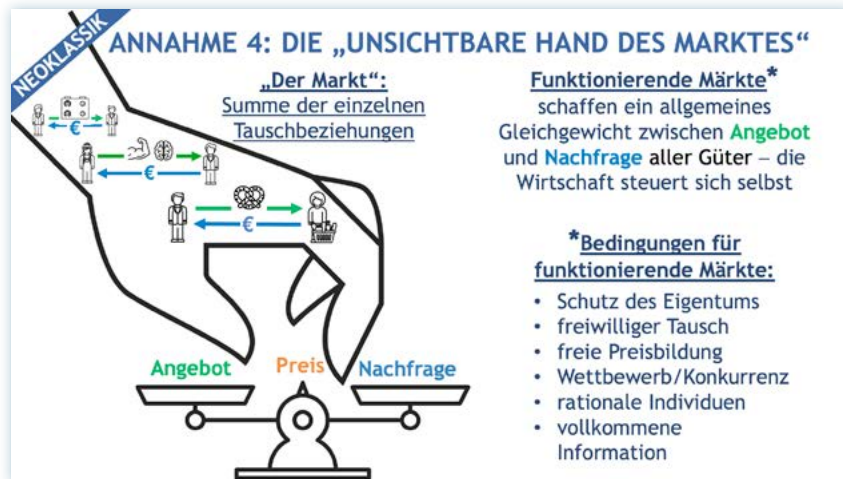 NEOKLASSIK
ANNAHME 4: DIE „UNSICHTBARE HAND DES MARKTES“
„Der Markt“:
Summe der einzelnen
Tauschbeziehungen
€
€
€
Angebot
Preis
Nachfrage
Funktionierende Märkte*
schaffen ein allgemeines
Gleichgewicht zwischen Angebot
und Nachfrage aller Güter – die
Wirtschaft steuert sich selbst
*Bedingungen für
funktionierende Märkte:
• Schutz des Eigentums
• freiwilliger Tausch
• freie Preisbildung
• Wettbewerb/Konkurrenz
• rationale Individuen
• vollkommene
Information